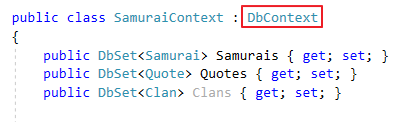 public class SamuraiContext : DbContext
{
    public DbSet<Samurai> Samurais { get; set; }
    public DbSet<Quote> Quotes { get; set; }
    public DbSet<Clan> Clans { get; set; }